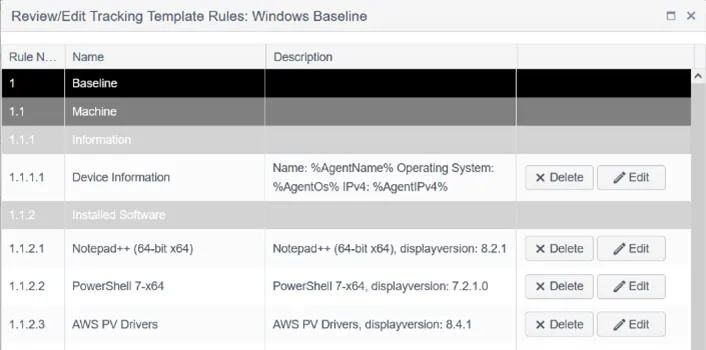 Review/Edit Tracking Template Rules: Windows Baseline
Rule N... Name Description
1 Baseline
1.1 Machine
1.1.1 Information
1.1.1.1 Device Information Name: %AgentName% Operating System: %AgentOs% IPv4: %AgentIPv4% Delete Edit
1.1.2 Installed Software
1.1.2.1 Notepad++ (64-bit x64) Notepad++ (64-bit x64), displayversion: 8.2.1 Delete Edit
1.1.2.2 PowerShell 7-x64 PowerShell 7-x64, displayversion: 7.2.1.0 Delete Edit
1.1.2.3 AWS PV Drivers AWS PV Drivers, displayversion: 8.4.1 Delete Edit